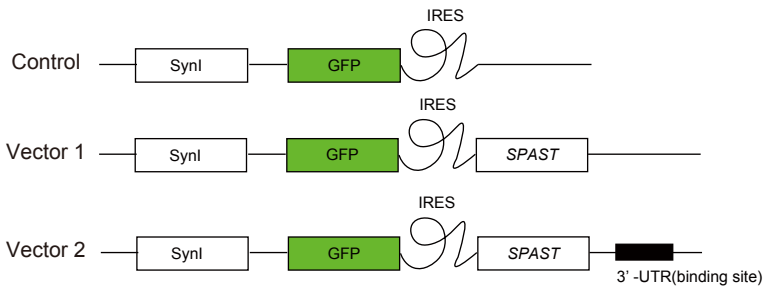 IRES
Control SynI GFP
IRES
Vector 1 SynI GFP SPAST
IRES
Vector 2 SynI GFP SPAST
3' -UTR(binding site)